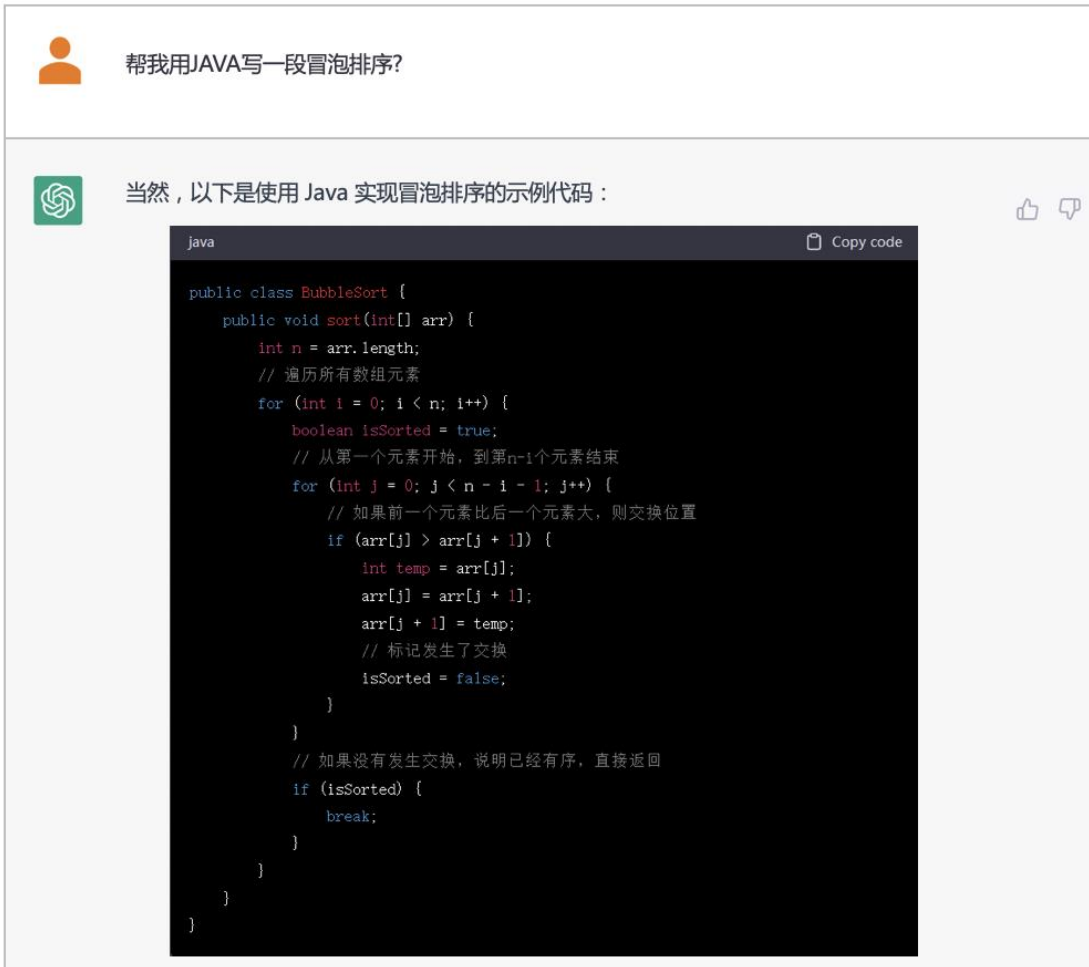 帮我用JAVA写一段冒泡排序?
当然，以下是使用 Java 实现冒泡排序的示例代码：
java Copy code
public class BubbleSort {
    public void sort(int[] arr) {
        int n = arr.length;
        // 遍历所有数组元素
        for (int i = 0; i < n; i++) {
            boolean isSorted = true;
            // 从第一个元素开始，到第n-i个元素结束
            for (int j = 0; j < n - i - 1; j++) {
                // 如果前一个元素比后一个元素大，则交换位置
                if (arr[j] > arr[j + 1]) {
                    int temp = arr[j];
                    arr[j] = arr[j + 1];
                    arr[j + 1] = temp;
                    // 标记发生了交换
                    isSorted = false;
                }
            }
            // 如果没有发生交换，说明已经有序，直接返回
            if (isSorted) {
                break;
            }
        }
    }
}